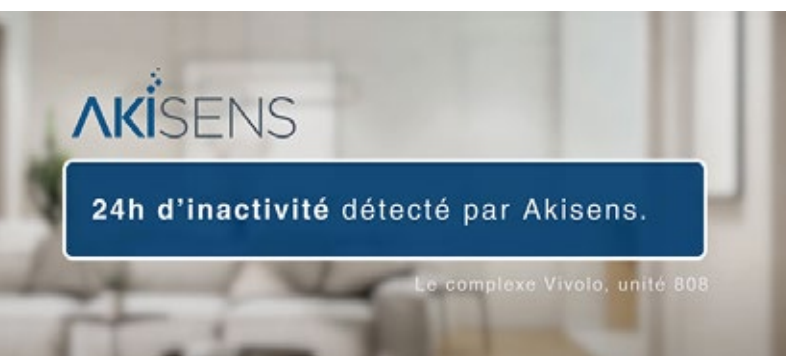 AKISENS
24h d'inactivité détecté par Akisens.
Le complexe Vivolo, unité 808